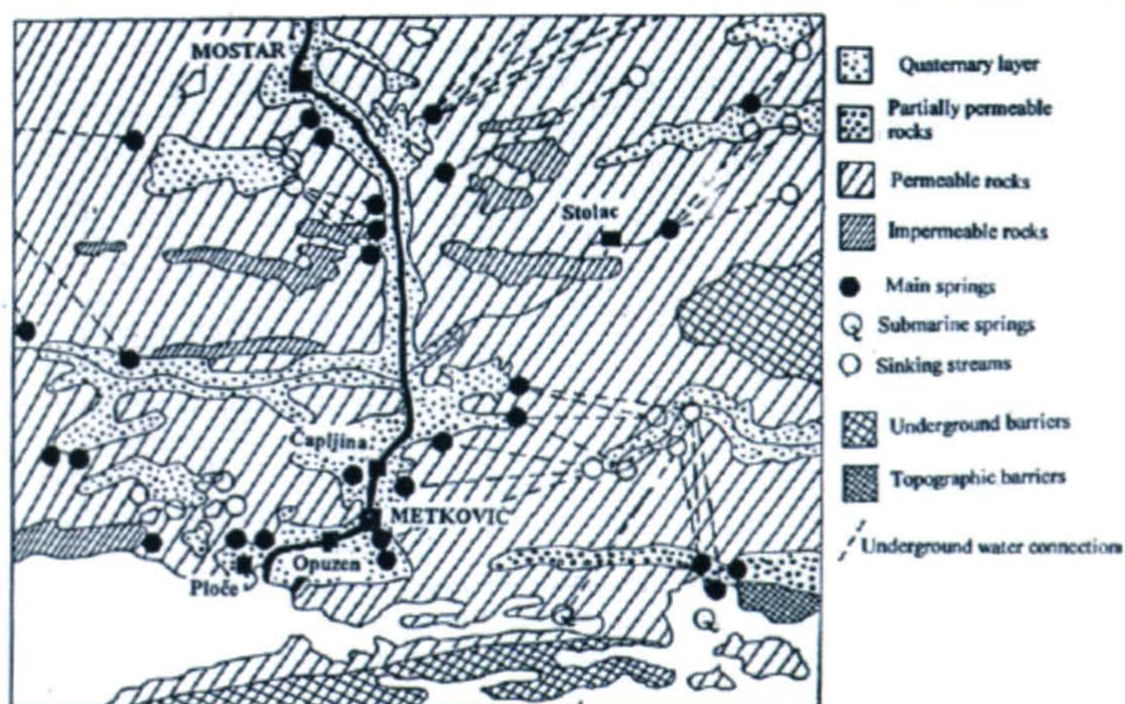 MOSTAR
Stolac
Čapljina
METKOVIĆ
Opuzen
Ploče
Quaternary layer
Partially permeable
rocks
Permeable rocks
Impermeable rocks
Main springs
Submarine springs
Sinking streams
Underground barriers
Topographic barriers
Underground water connection